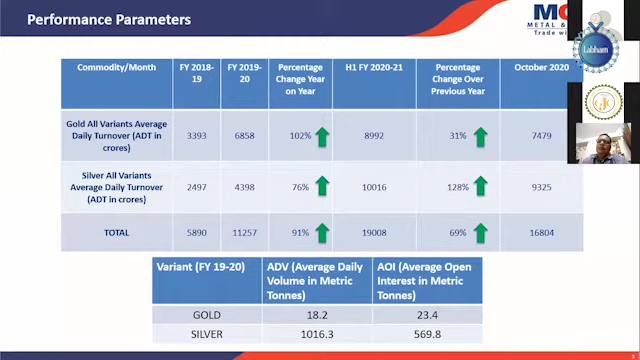 Performance Parameters
METAL &
Trade wi
Labham
GJC
Commodity/Month FY 2018-19 FY 2019-20 Percentage Change Year on Year H1 FY 2020-21 Percentage Change Over Previous Year October 2020
Gold All Variants Average Daily Turnover (ADT in crores) 3393 6858 102% 8992 31% 7479
Silver All Variants Average Daily Turnover (ADT in crores) 2497 4398 76% 10016 128% 9325
TOTAL 5890 11257 91% 19008 69% 16804
Variant (FY 19-20) ADV (Average Daily Volume in Metric Tonnes) AOI (Average Open Interest in Metric Tonnes)
GOLD 18.2 23.4
SILVER 1016.3 569.8